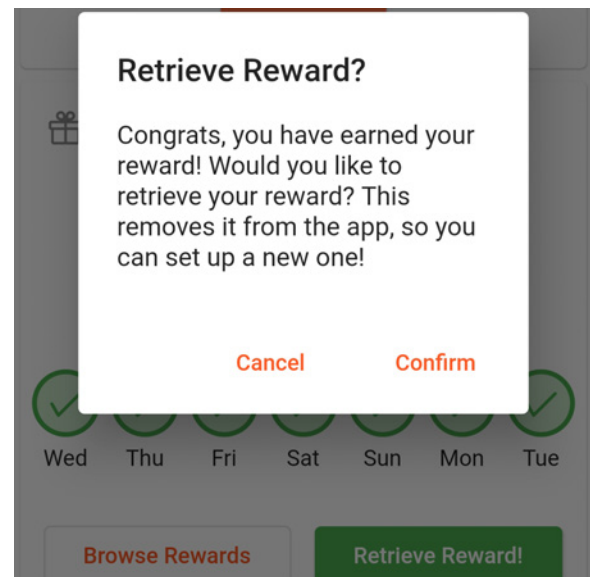 Retrieve Reward?
Congrats, you have earned your
reward! Would you like to
retrieve your reward? This
removes it from the app, so you
can set up a new one!
Cancel Confirm
Wed Thu Fri Sat Sun Mon Tue
Browse Rewards Retrieve Reward!